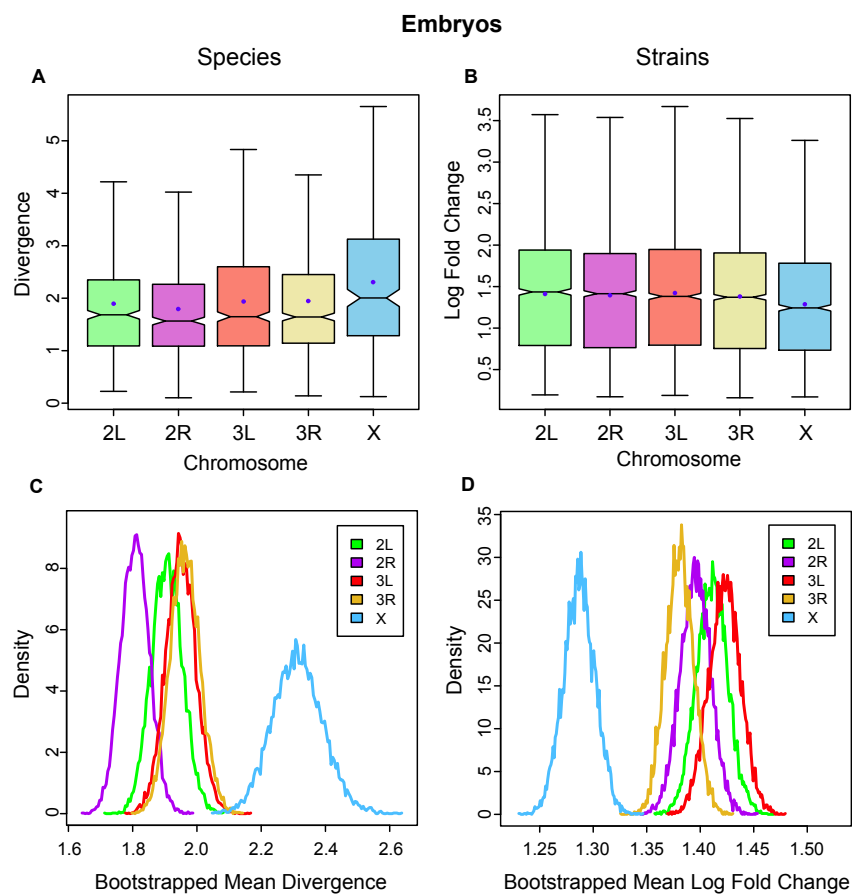 Embryos
Species
Strains
A
B
Divergence
0
1
2
3
4
5
2L
2R
3L
3R
X
Chromosome
Log Fold Change
0.5
1.0
1.5
2.0
2.5
3.0
3.5
2L
2R
3L
3R
X
Chromosome
C
D
Density
0
2
4
6
8
1.6
1.8
2.0
2.2
2.4
2.6
Bootstrapped Mean Divergence
2L
2R
3L
3R
X
Density
0
5
10
15
20
25
30
35
1.25
1.30
1.35
1.40
1.45
1.50
Bootstrapped Mean Log Fold Change
2L
2R
3L
3R
X